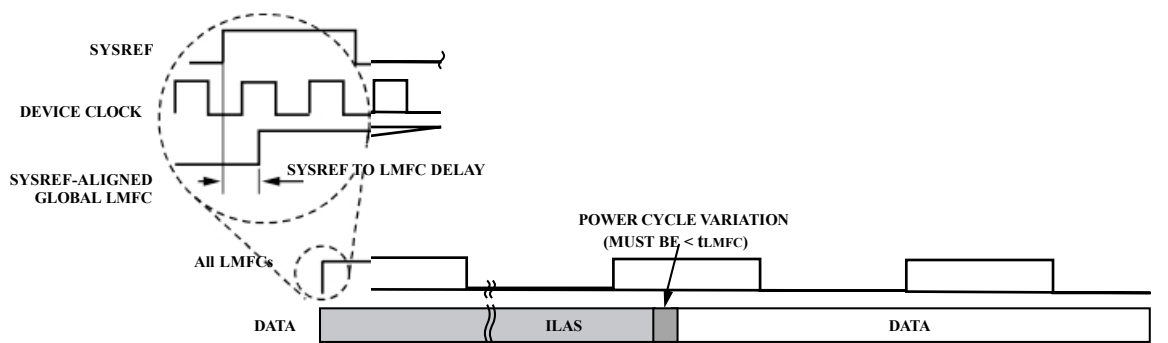 SYSREF
DEVICE CLOCK
SYSREF-ALIGNED
GLOBAL LMFC
SYSREF TO LMFC DELAY
POWER CYCLE VARIATION
(MUST BE < tLMFC)
All LMFCs
DATA
ILAS
DATA